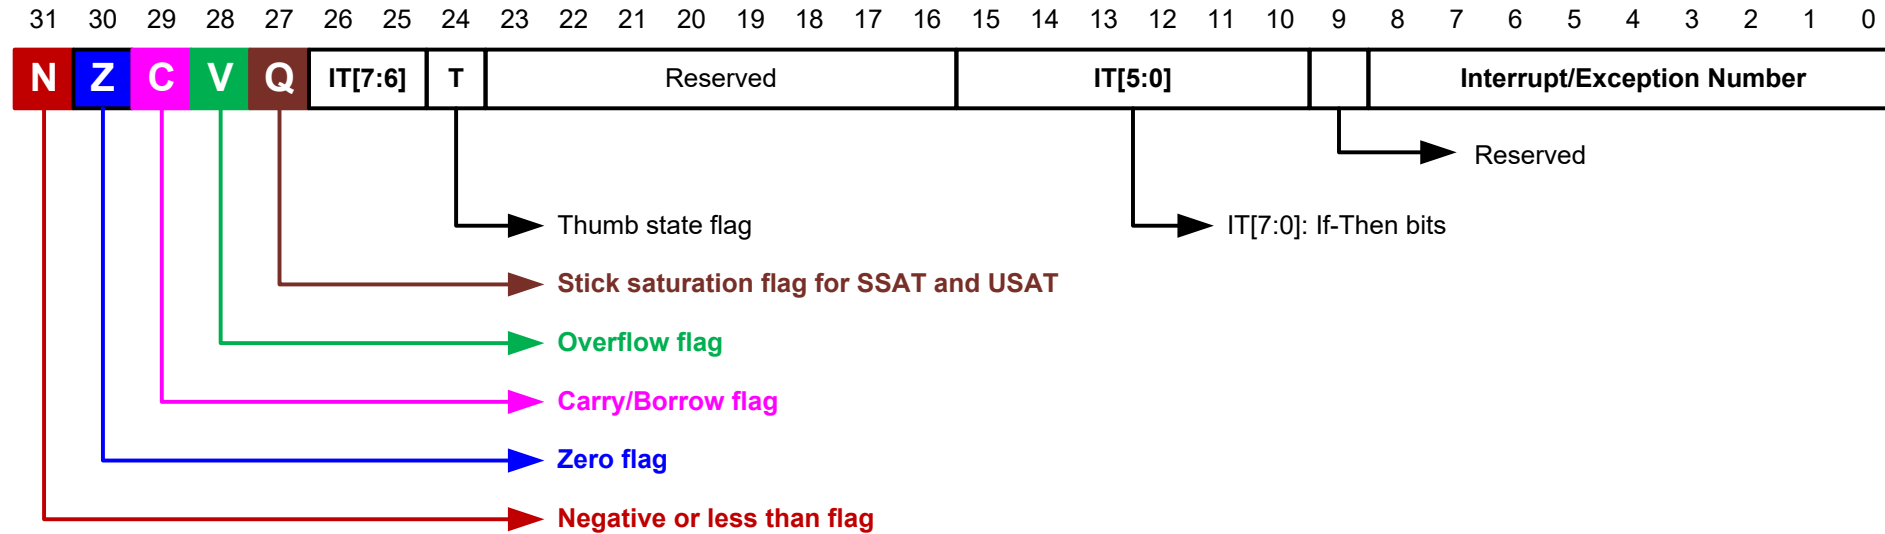 31 30 29 28 27 26 25 24 23 22 21 20 19 18 17 16 15 14 13 12 11 10 9 8 7 6 5 4 3 2 1 0
N Z C V Q IT[7:6] T Reserved IT[5:0] Interrupt/Exception Number
Reserved
Thumb state flag IT[7:0]: If-Then bits
Stick saturation flag for SSAT and USAT
Overflow flag
Carry/Borrow flag
Zero flag
Negative or less than flag